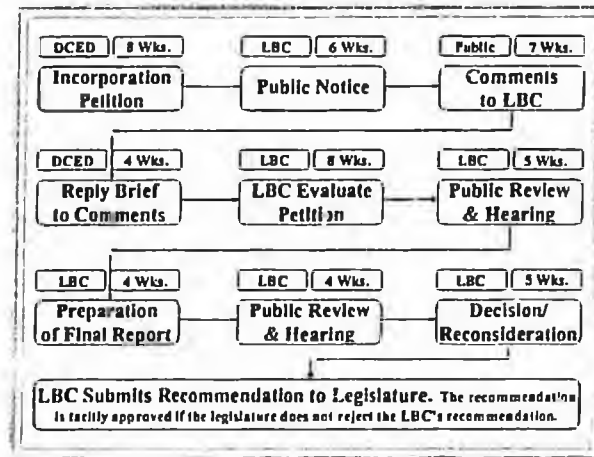 DCED 8 Wks. LBC 6 Wks. Public 7 Wks.
Incorporation
Petition
Public Notice
Comments
to LBC
DCED 4 Wks. LBC 8 Wks. LBC 5 Wks.
Reply Brief
to Comments
LBC Evaluate
Petition
Public Review
& Hearing
LBC 4 Wks. LBC 4 Wks. LBC 5 Wks.
Preparation
of Final Report
Public Review
& Hearing
Decision/
Reconsideration
LBC Submits Recommendation to Legislature. The recommendation
is tacitly approved if the legislature does not reject the LBC's recommendation.